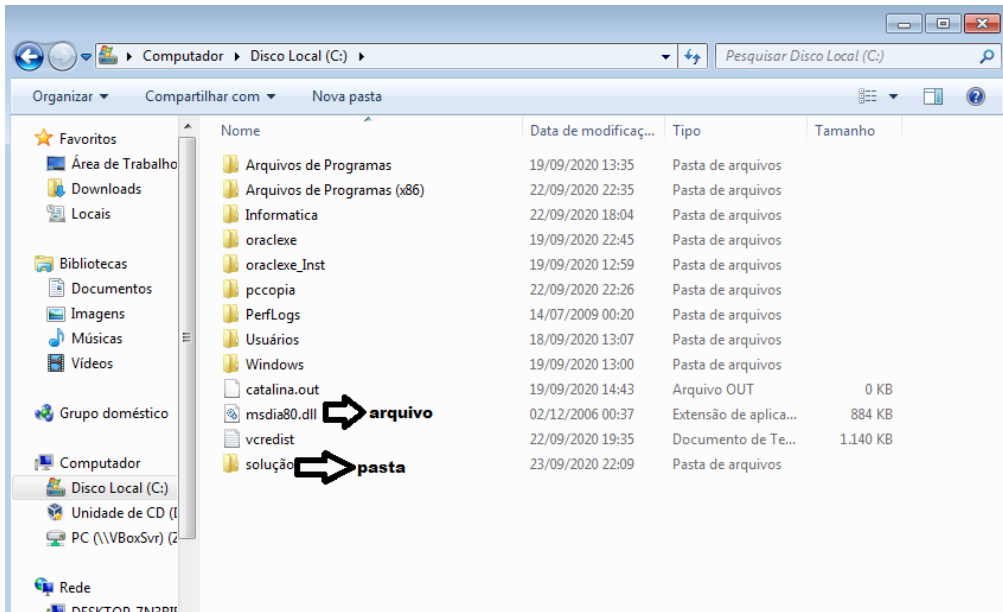 Computador Disco Local (C:)
Pesquisar Disco Local (C:)
Organizar Compartilhar com Nova pasta
Favoritos
Área de Trabalho
Downloads
Locais
Bibliotecas
Documentos
Imagens
Músicas
Vídeos
Grupo doméstico
Computador
Disco Local (C:)
Unidade de CD (D
PC (\\VBoxSvr) (Z
Rede
Nome Data de modificaç... Tipo Tamanho
Arquivos de Programas 19/09/2020 13:35 Pasta de arquivos
Arquivos de Programas (x86) 22/09/2020 22:35 Pasta de arquivos
Informatica 22/09/2020 18:04 Pasta de arquivos
oraclexe 19/09/2020 22:45 Pasta de arquivos
oraclexe_Inst 19/09/2020 12:59 Pasta de arquivos
pccopia 22/09/2020 22:26 Pasta de arquivos
PerfLogs 14/07/2009 00:20 Pasta de arquivos
Usuários 18/09/2020 13:07 Pasta de arquivos
Windows 19/09/2020 13:00 Pasta de arquivos
catalina.out 19/09/2020 14:43 Arquivo OUT 0 KB
msdia80.dll arquivo 02/12/2006 00:37 Extensão de aplica... 884 KB
vcredist 22/09/2020 19:35 Documento de Te... 1.140 KB
solução pasta 23/09/2020 22:09 Pasta de arquivos